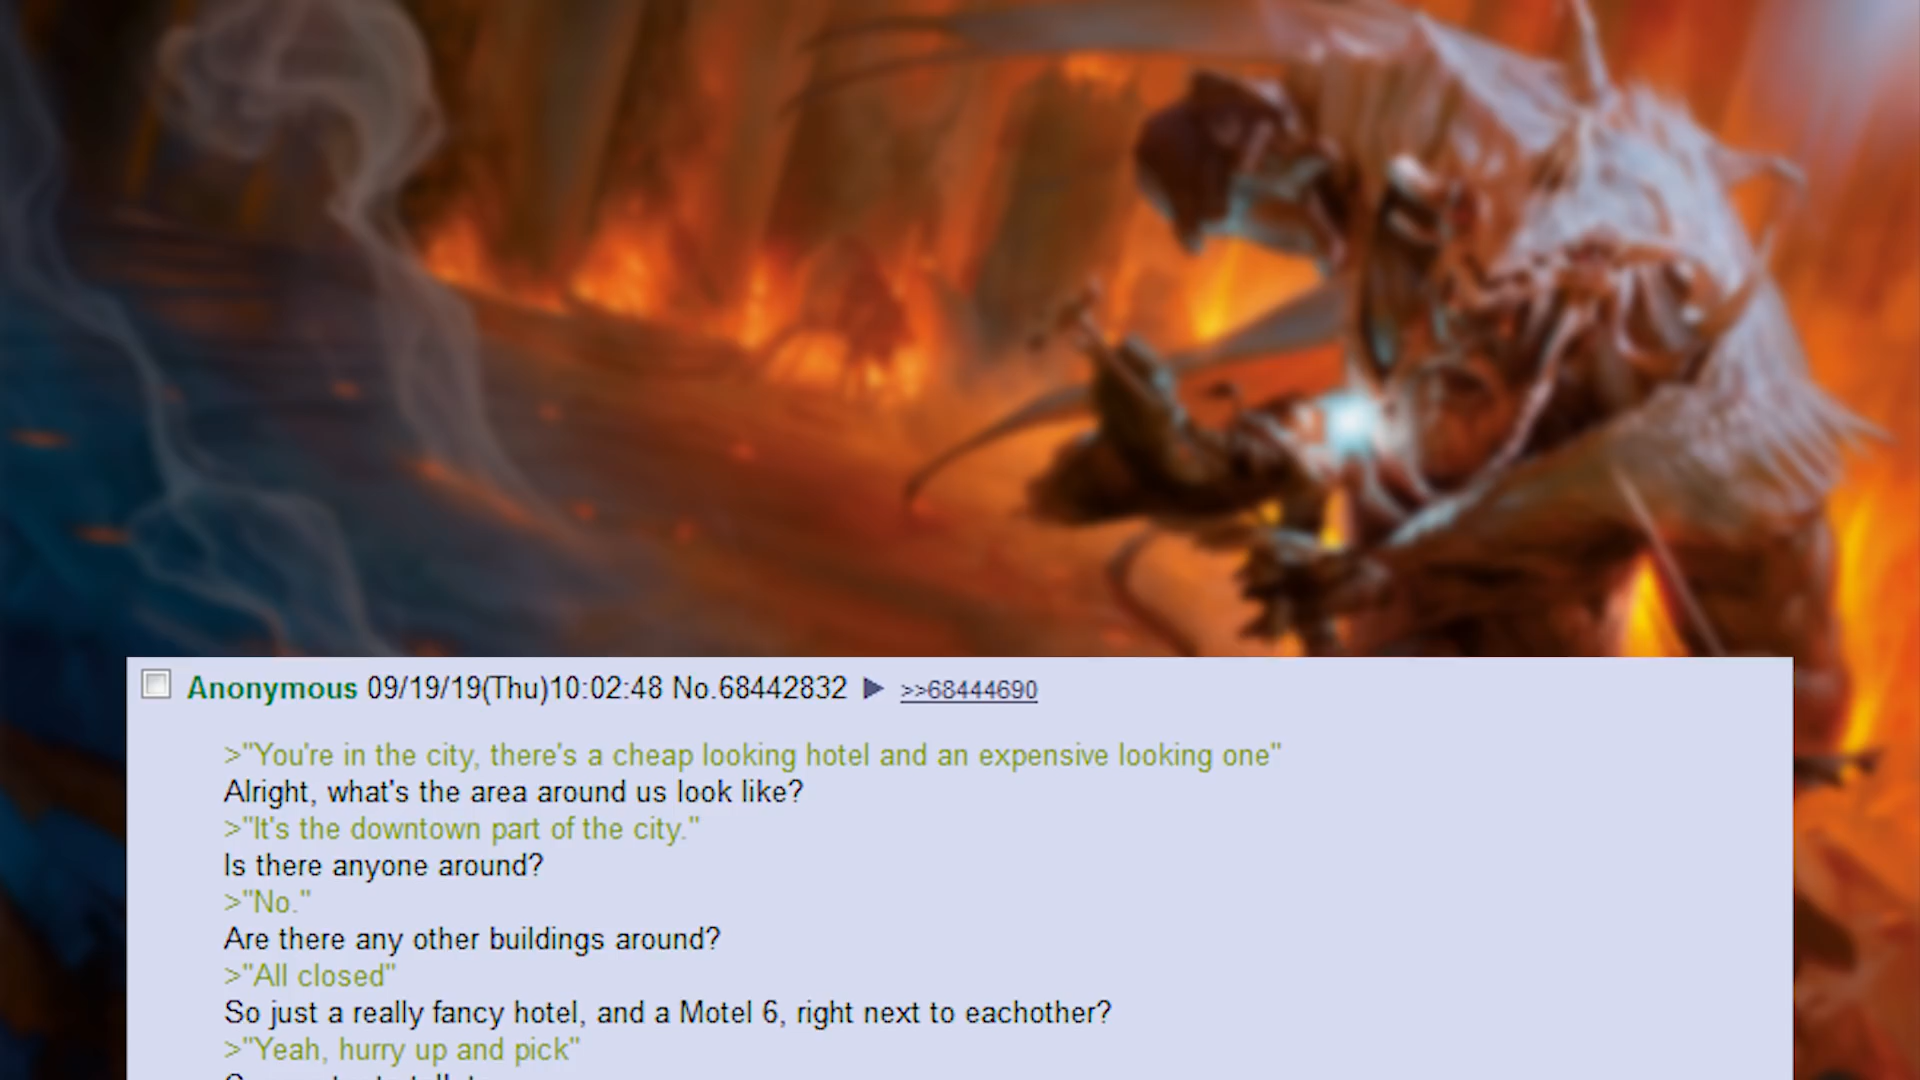 Anonymous 09/19/19(Thu)10:02:48 No.68442832 ▶ >>68444690
>"You're in the city, there's a cheap looking hotel and an expensive looking one"
Alright, what's the area around us look like?
>"It's the downtown part of the city."
Is there anyone around?
>"No."
Are there any other buildings around?
>"All closed"
So just a really fancy hotel, and a Motel 6, right next to eachother?
>"Yeah, hurry up and pick"